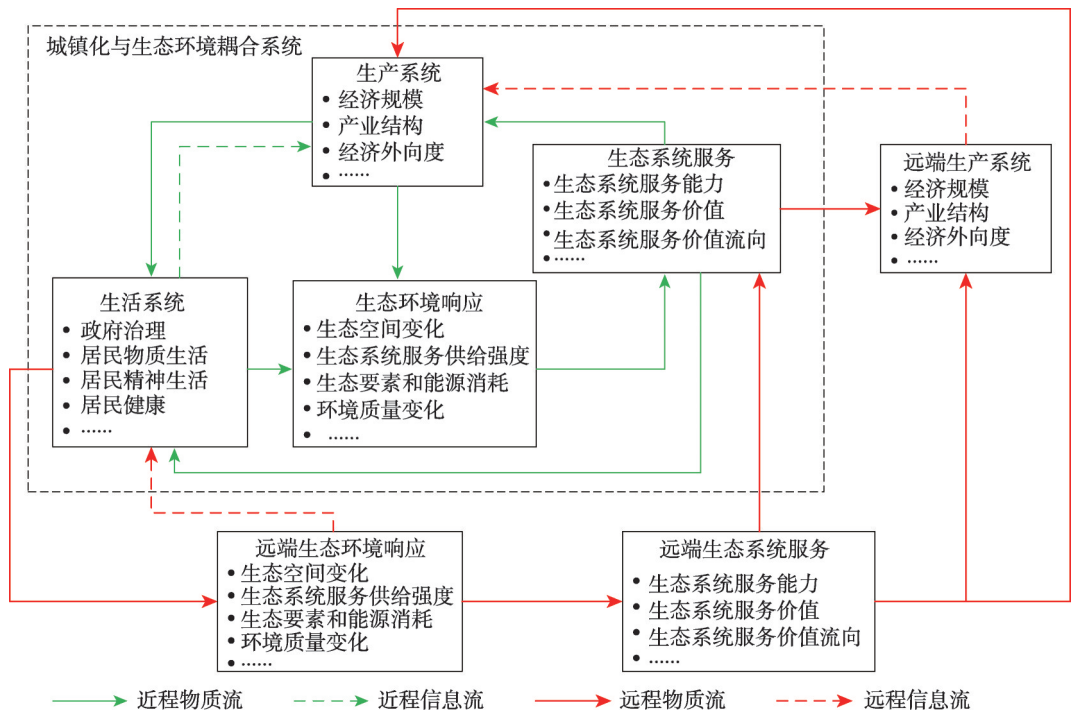 城镇化与生态环境耦合系统
生产系统
• 经济规模
• 产业结构
• 经济外向度
• ……
生态系统服务
• 生态系统服务能力
• 生态系统服务价值
• 生态系统服务价值流向
• ……
远端生产系统
• 经济规模
• 产业结构
• 经济外向度
• ……
生活系统
• 政府治理
• 居民物质生活
• 居民精神生活
• 居民健康
• ……
生态环境响应
• 生态空间变化
• 生态系统服务供给强度
• 生态要素和能源消耗
• 环境质量变化
• ……
远端生态环境响应
• 生态空间变化
• 生态系统服务供给强度
• 生态要素和能源消耗
• 环境质量变化
• ……
远端生态系统服务
• 生态系统服务能力
• 生态系统服务价值
• 生态系统服务价值流向
• ……
近程物质流
近程信息流
远程物质流
远程信息流